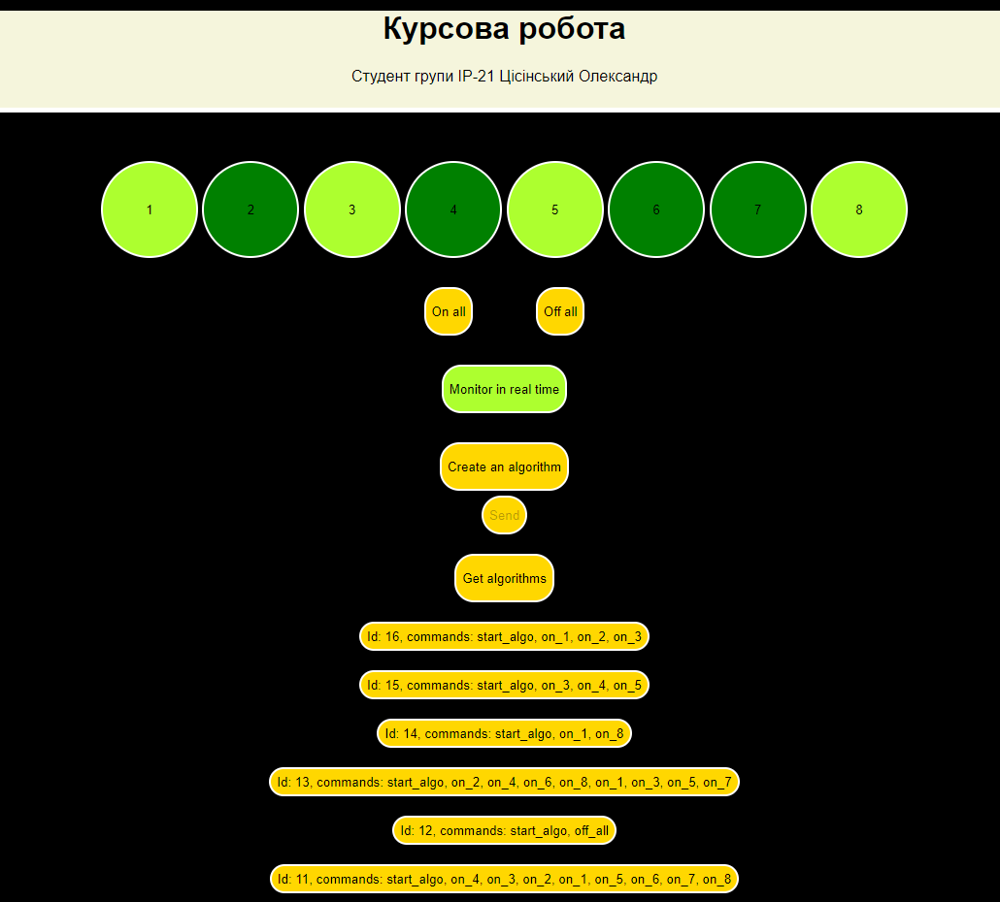 Курсова робота
Студент групи ІР-21 Цісінський Олександр
1 2 3 4 5 6 7 8
On all Off all
Monitor in real time
Create an algorithm
Send
Get algorithms
Id: 16, commands: start_algo, on_1, on_2, on_3
Id: 15, commands: start_algo, on_3, on_4, on_5
Id: 14, commands: start_algo, on_1, on_8
Id: 13, commands: start_algo, on_2, on_4, on_6, on_8, on_1, on_3, on_5, on_7
Id: 12, commands: start_algo, off_all
Id: 11, commands: start_algo, on_4, on_3, on_2, on_1, on_5, on_6, on_7, on_8